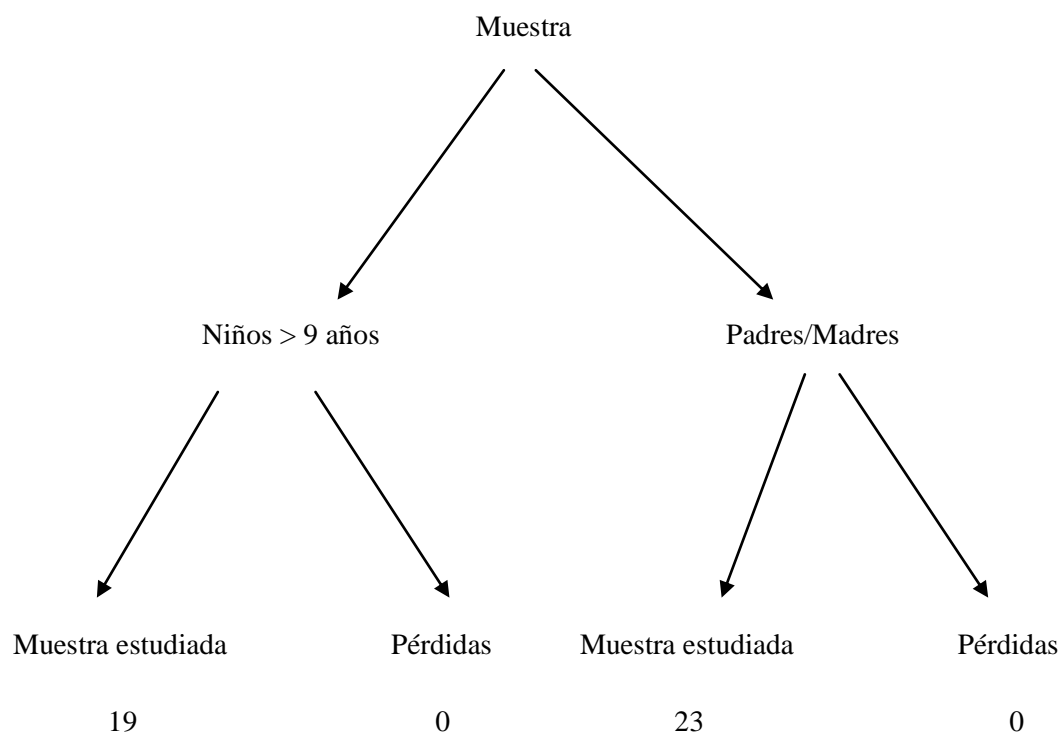 Muestra
Niños > 9 años
Padres/Madres
Muestra estudiada
Pérdidas
Muestra estudiada
Pérdidas
19
0
23
0